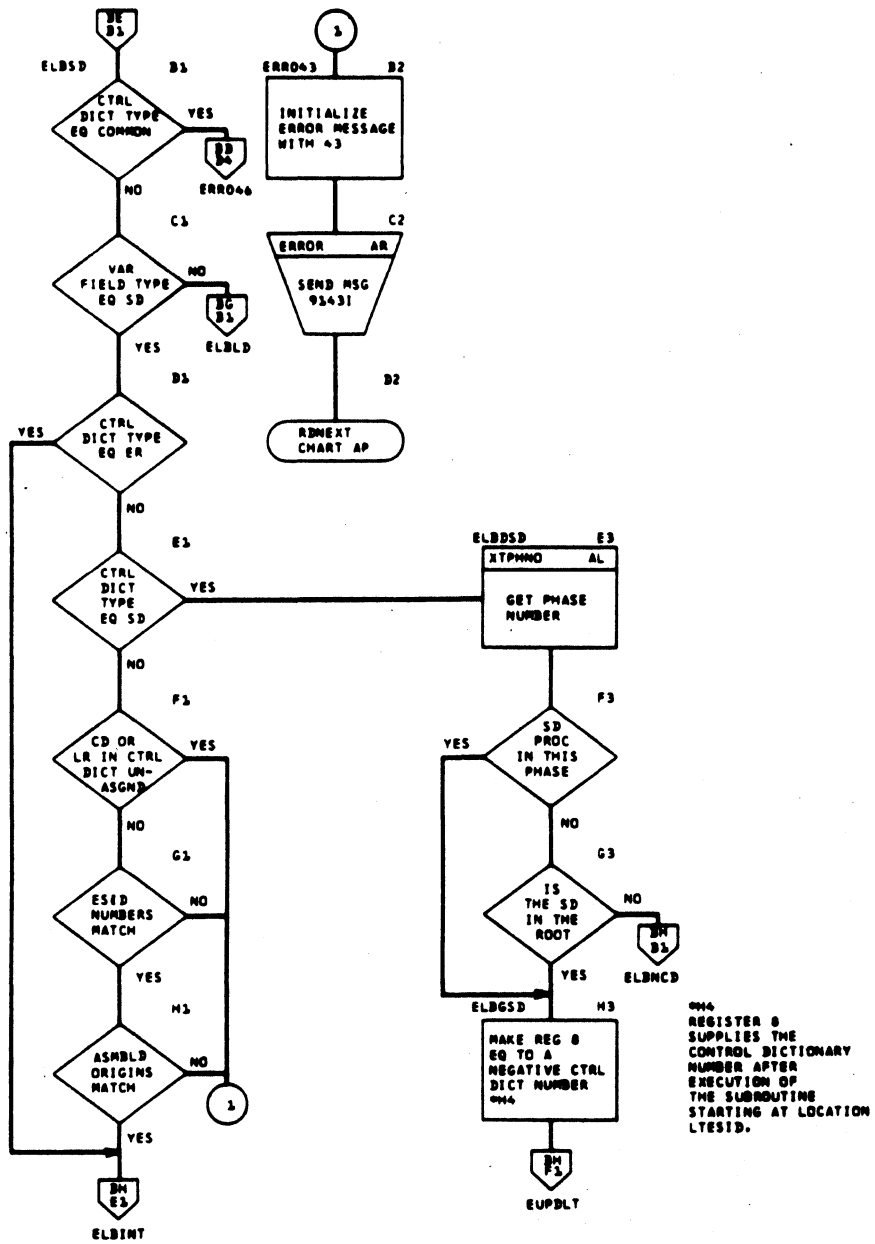 BE
B1
ELBSD
B1
CTRL
DICT TYPE
EQ COMMON
YES
BD
B4
ERR046
NO
C1
VAR
FIELD TYPE
EQ SD
NO
BG
B1
ELBLD
YES
D1
CTRL
DICT TYPE
EQ ER
YES
NO
E1
CTRL
DICT
TYPE
EQ SD
YES
NO
F1
CD OR
LR IN CTRL
DICT UN-
ASGND
YES
NO
G1
ESID
NUMBERS
MATCH
NO
YES
H1
ASMBLD
ORIGINS
MATCH
NO
1
YES
BH
E1
ELBINT
1
ERR043
B2
INITIALIZE
ERROR MESSAGE
WITH 43
C2
ERROR AR
SEND MSG
9143I
D2
RDNEXT
CHART AP
ELBDSD
E3
XTPHNO AL
GET PHASE
NUMBER
F3
SD
PROC
IN THIS
PHASE
YES
NO
G3
IS
THE SD
IN THE
ROOT
NO
BH
B1
ELBNCD
YES
ELBGSD
H3
MAKE REG 8
EQ TO A
NEGATIVE CTRL
DICT NUMBER
*H4
BH
F1
EUPDLT
*H4
REGISTER 8
SUPPLIES THE
CONTROL DICTIONARY
NUMBER AFTER
EXECUTION OF
THE SUBROUTINE
STARTING AT LOCATION
LTESID.